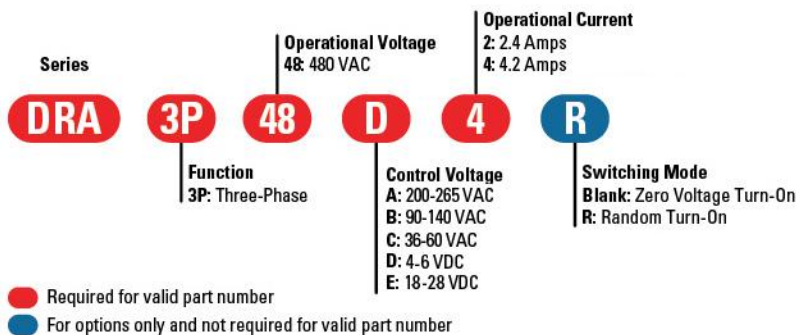 Operational Current
2: 2.4 Amps
4: 4.2 Amps
Operational Voltage
48: 480 VAC
Series
DRA 3P 48 D 4 R
Function
3P: Three-Phase
Control Voltage
A: 200-265 VAC
B: 90-140 VAC
C: 36-60 VAC
D: 4-6 VDC
E: 18-28 VDC
Switching Mode
Blank: Zero Voltage Turn-On
R: Random Turn-On
Required for valid part number
For options only and not required for valid part number